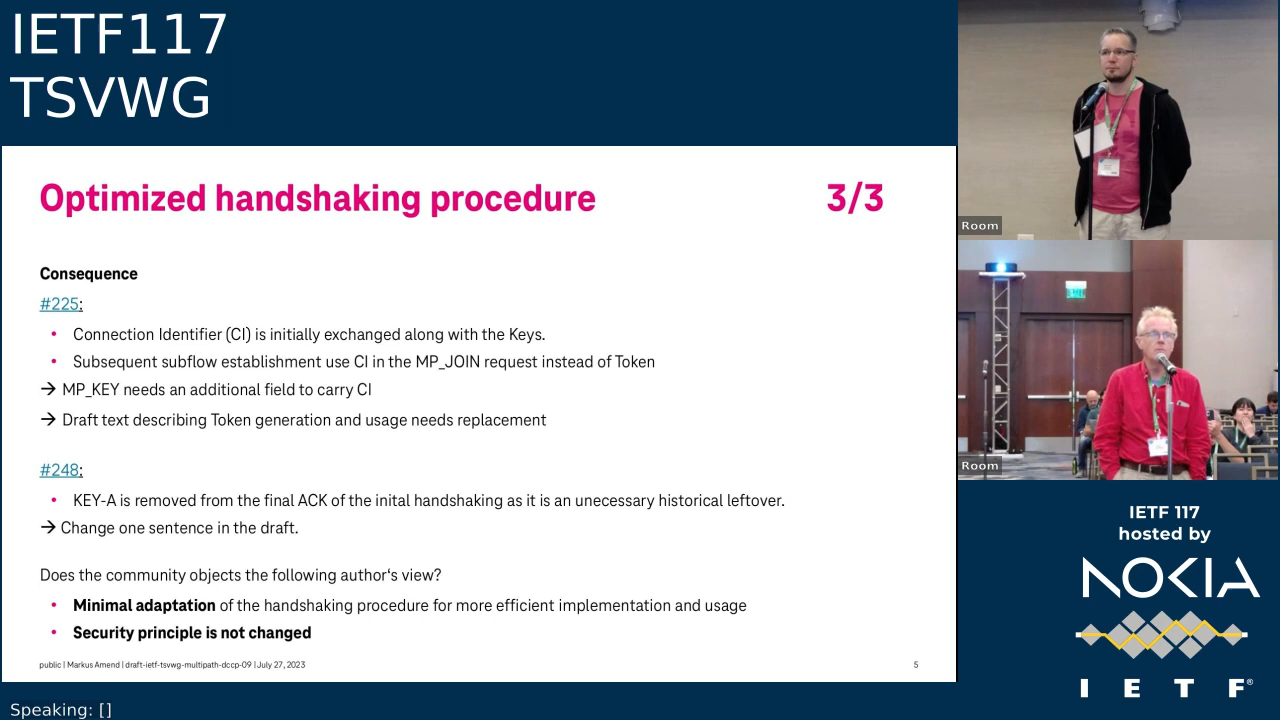 IETF117
TSVWG
Optimized handshaking procedure 3/3
Consequence
#225:
• Connection Identifier (CI) is initially exchanged along with the Keys.
• Subsequent subflow establishment use CI in the MP_JOIN request instead of Token
→ MP_KEY needs an additional field to carry CI
→ Draft text describing Token generation and usage needs replacement
#248:
• KEY-A is removed from the final ACK of the inital handshaking as it is an unecessary historical leftover.
→ Change one sentence in the draft.
Does the community objects the following author‘s view?
• Minimal adaptation of the handshaking procedure for more efficient implementation and usage
• Security principle is not changed
public | Markus Amend | draft-ietf-tsvwg-multipath-dccp-09 | July 27, 2023 5
Speaking: []
Room
Room
IETF 117
hosted by
NOKIA
I E T F®